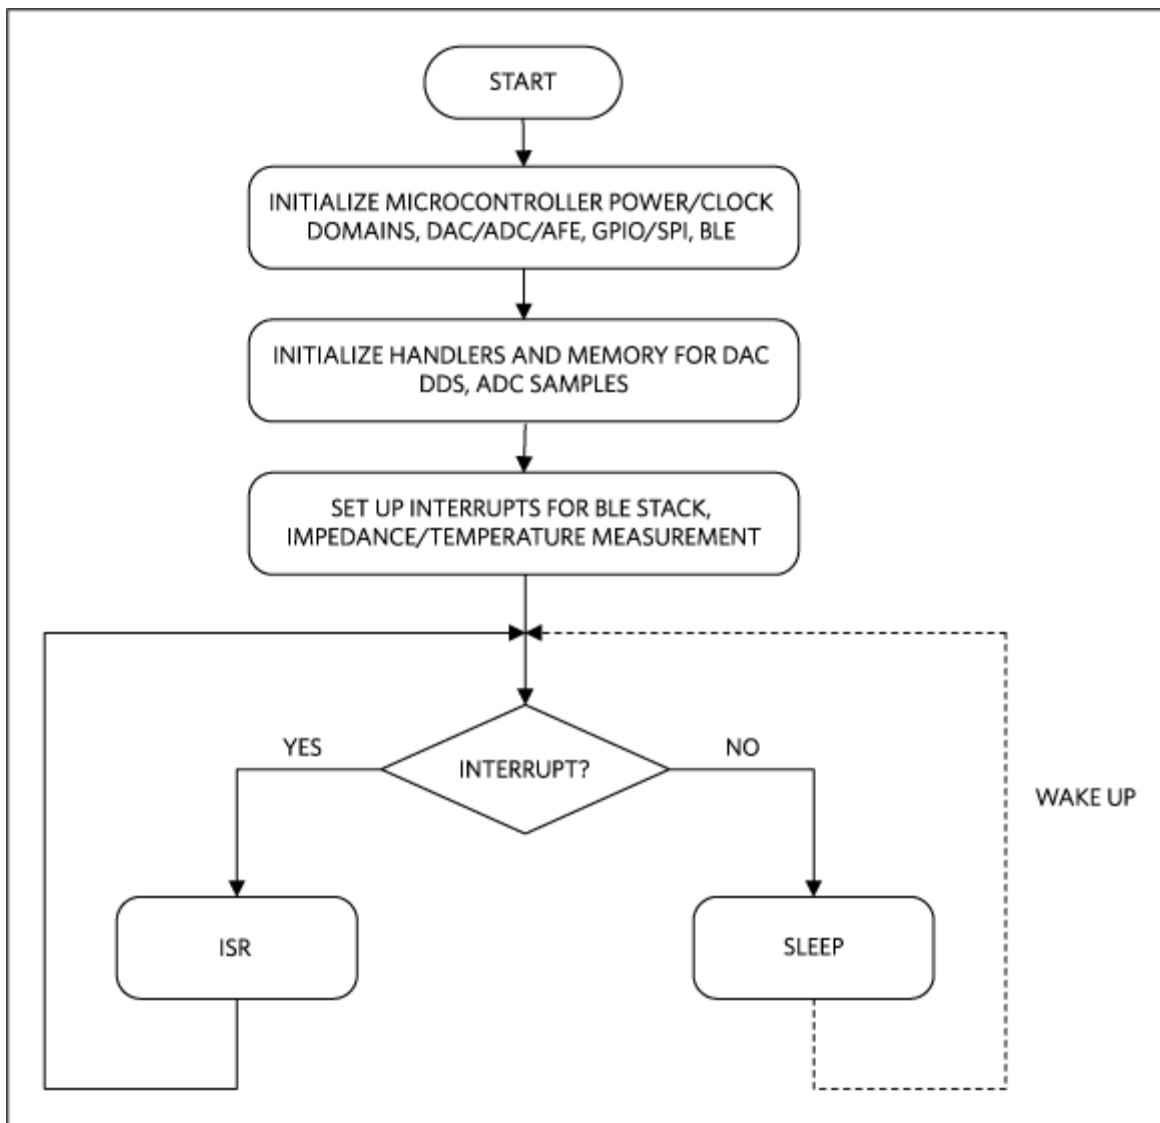 START
INITIALIZE MICROCONTROLLER POWER/CLOCK
DOMAINS, DAC/ADC/AFE, GPIO/SPI, BLE
INITIALIZE HANDLERS AND MEMORY FOR DAC
DDS, ADC SAMPLES
SET UP INTERRUPTS FOR BLE STACK,
IMPEDANCE/TEMPERATURE MEASUREMENT
YES
INTERRUPT?
NO
WAKE UP
ISR
SLEEP